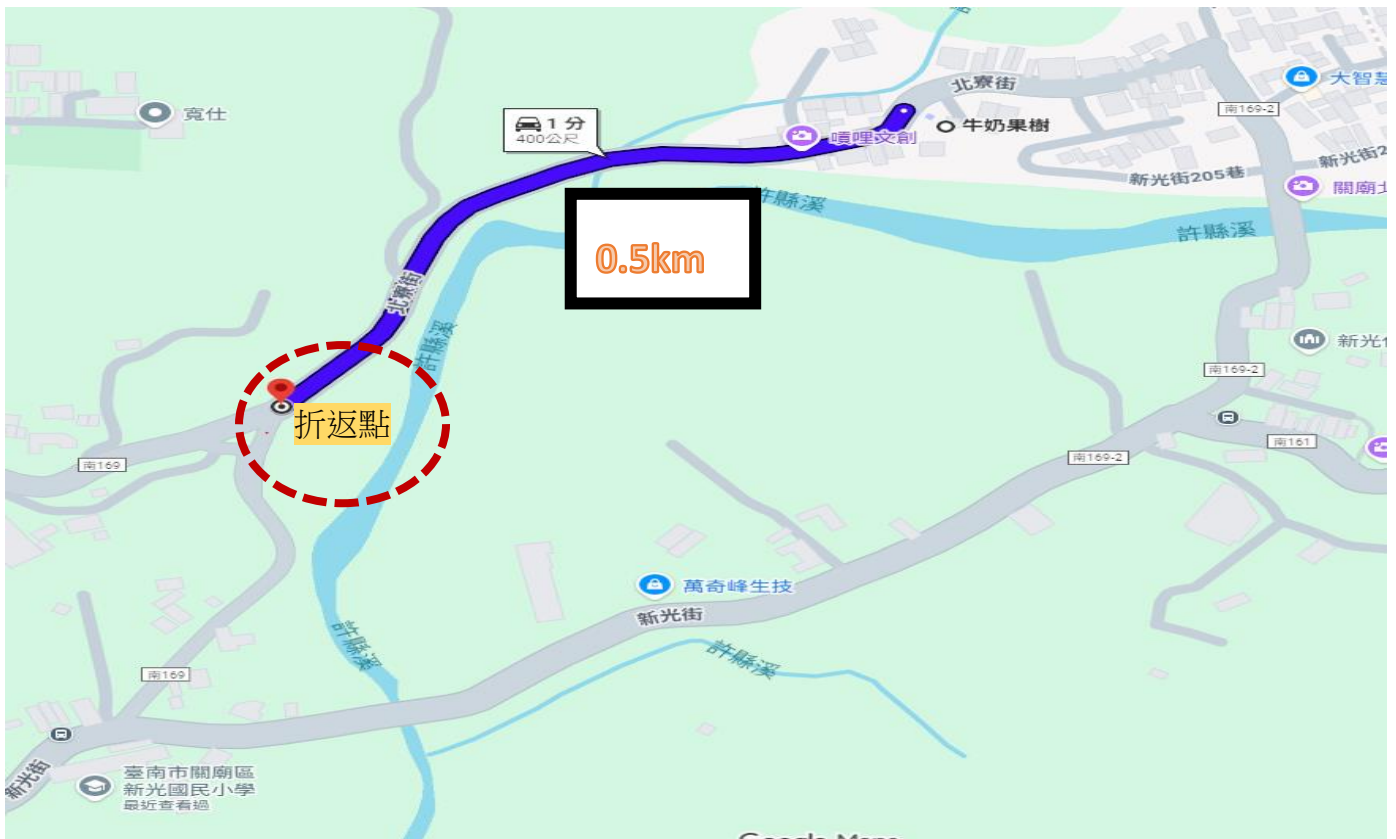 北寮街
大智慧
寬仕
南169-2
1 分
400公尺
嘖哩文創
牛奶果樹
新光街2
新光街205巷
關廟北
許縣溪
許縣溪
0.5km
北寮街
許縣溪
新光
南169-2
折返點
南169
南161
南169-2
萬奇峰生技
新光街
許縣溪
許縣溪
南169
新光街
臺南市關廟區
新光國民小學
最近查看過
Google Maps